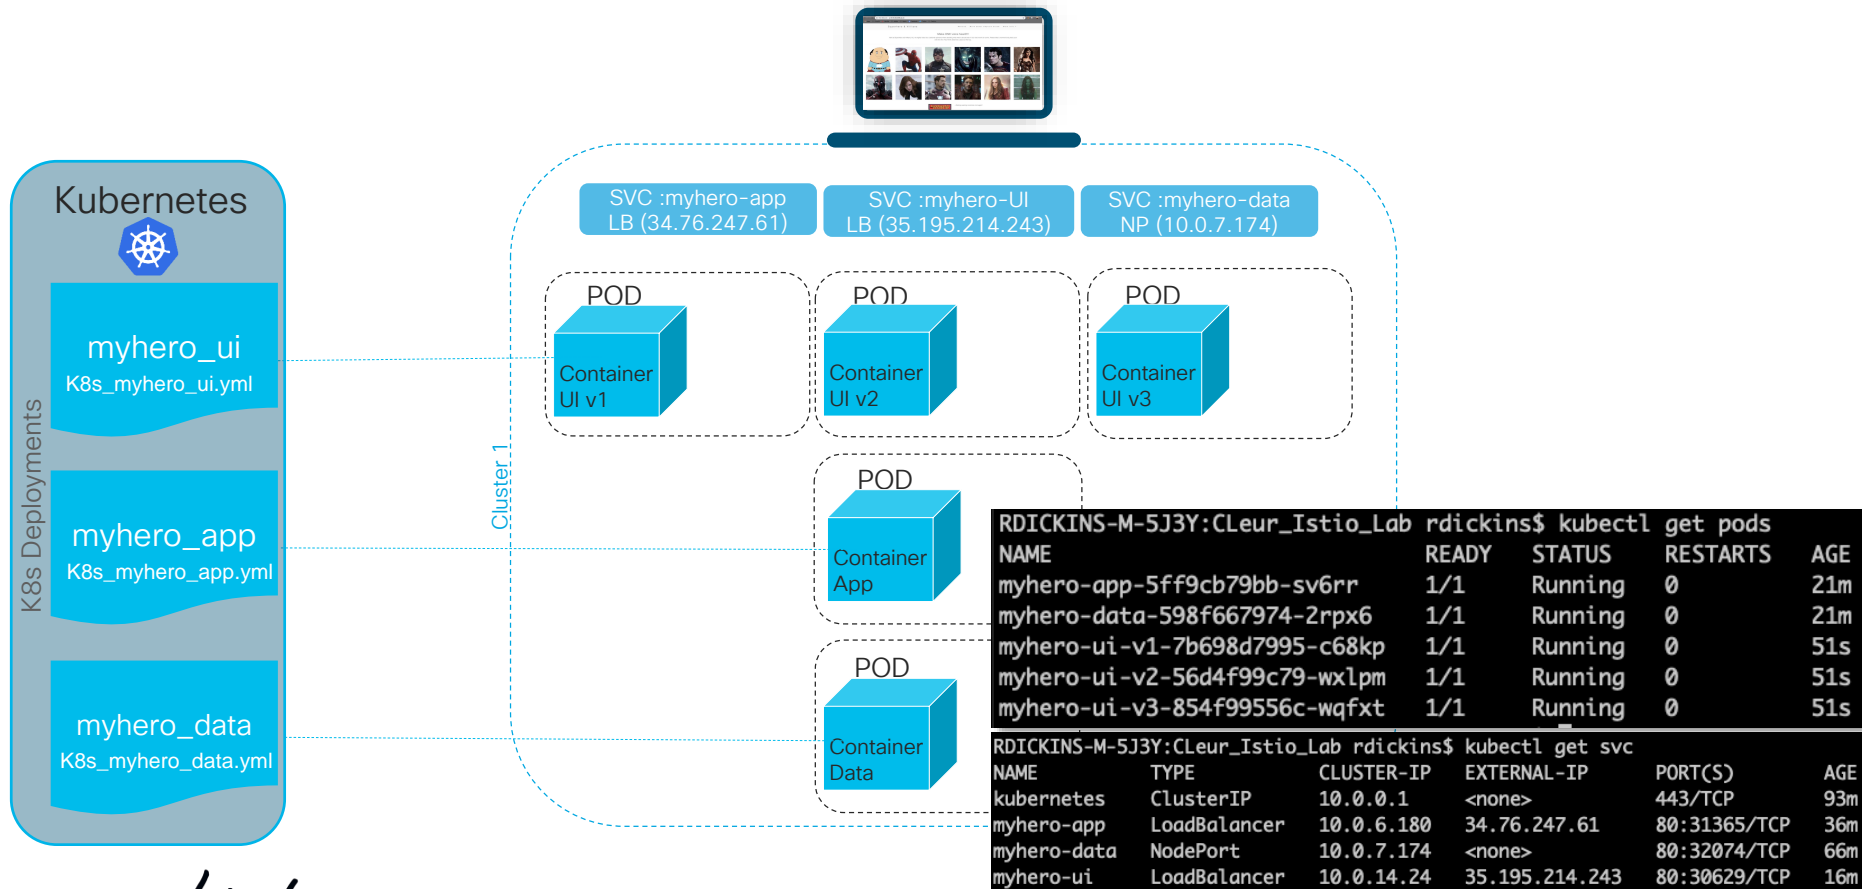 SVC :myhero-app
LB (34.76.247.61)
SVC :myhero-UI
LB (35.195.214.243)
SVC :myhero-data
NP (10.0.7.174)
Kubernetes
K8s Deployments
myhero_ui
K8s_myhero_ui.yml
myhero_app
K8s_myhero_app.yml
myhero_data
K8s_myhero_data.yml
Cluster 1
POD
Container
UI v1
POD
Container
UI v2
POD
Container
UI v3
POD
Container
App
POD
Container
Data
RDICKINS-M-5J3Y:CLeur_Istio_Lab rdickins$ kubectl get pods
NAME READY STATUS RESTARTS AGE
myhero-app-5ff9cb79bb-sv6rr 1/1 Running 0 21m
myhero-data-598f667974-2rpx6 1/1 Running 0 21m
myhero-ui-v1-7b698d7995-c68kp 1/1 Running 0 51s
myhero-ui-v2-56d4f99c79-wxlpm 1/1 Running 0 51s
myhero-ui-v3-854f99556c-wqfxt 1/1 Running 0 51s
RDICKINS-M-5J3Y:CLeur_Istio_Lab rdickins$ kubectl get svc
NAME TYPE CLUSTER-IP EXTERNAL-IP PORT(S) AGE
kubernetes ClusterIP 10.0.0.1 <none> 443/TCP 93m
myhero-app LoadBalancer 10.0.6.180 34.76.247.61 80:31365/TCP 36m
myhero-data NodePort 10.0.7.174 <none> 80:32074/TCP 66m
myhero-ui LoadBalancer 10.0.14.24 35.195.214.243 80:30629/TCP 16m